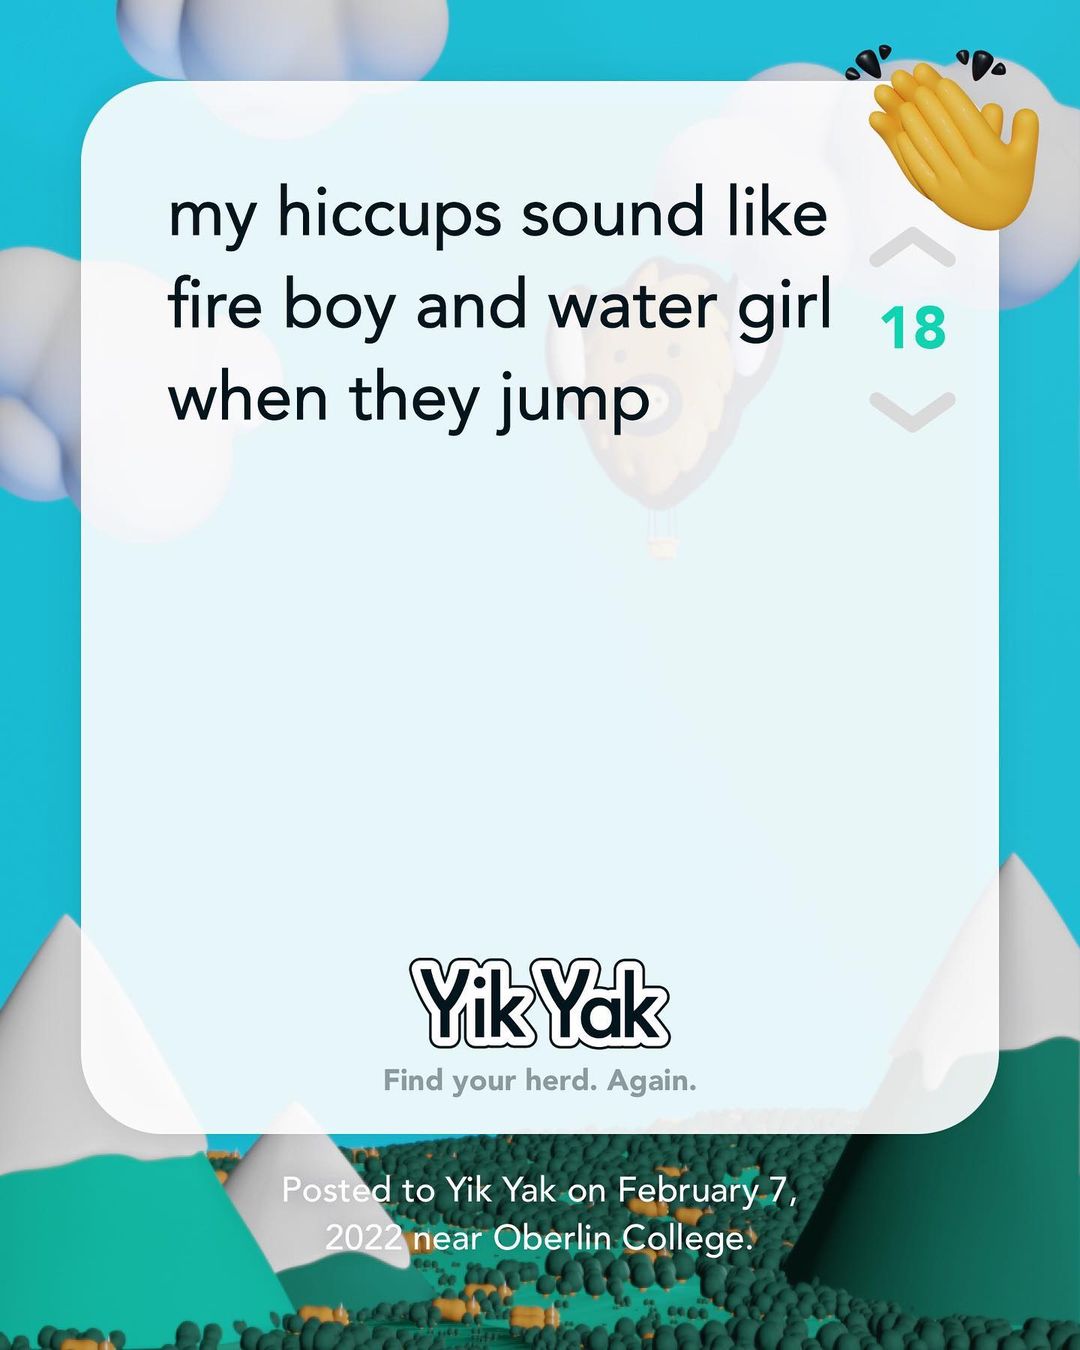 my hiccups sound like
fire boy and water girl
when they jump
18
Yik Yak
Find your herd. Again.
Posted to Yik Yak on February 7,
2022 near Oberlin College.